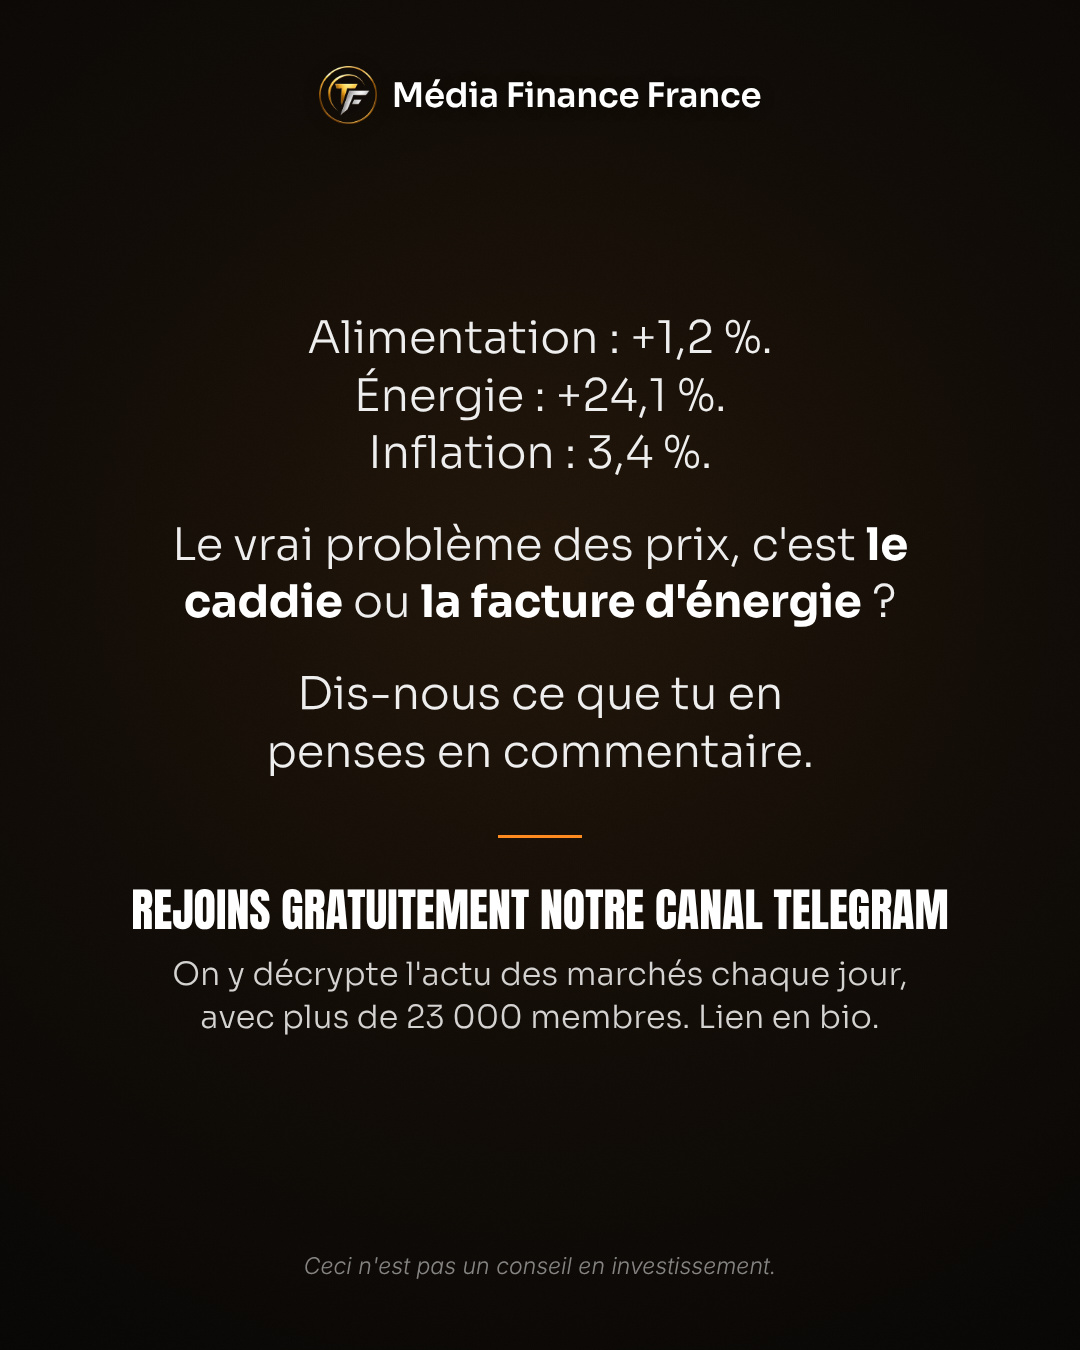 TF Média Finance France
Alimentation : +1,2 %.
Énergie : +24,1 %.
Inflation : 3,4 %.
Le vrai problème des prix, c'est le
caddie ou la facture d'énergie ?
Dis-nous ce que tu en
penses en commentaire.
REJOINS GRATUITEMENT NOTRE CANAL TELEGRAM
On y décrypte l'actu des marchés chaque jour,
avec plus de 23 000 membres. Lien en bio.
Ceci n'est pas un conseil en investissement.